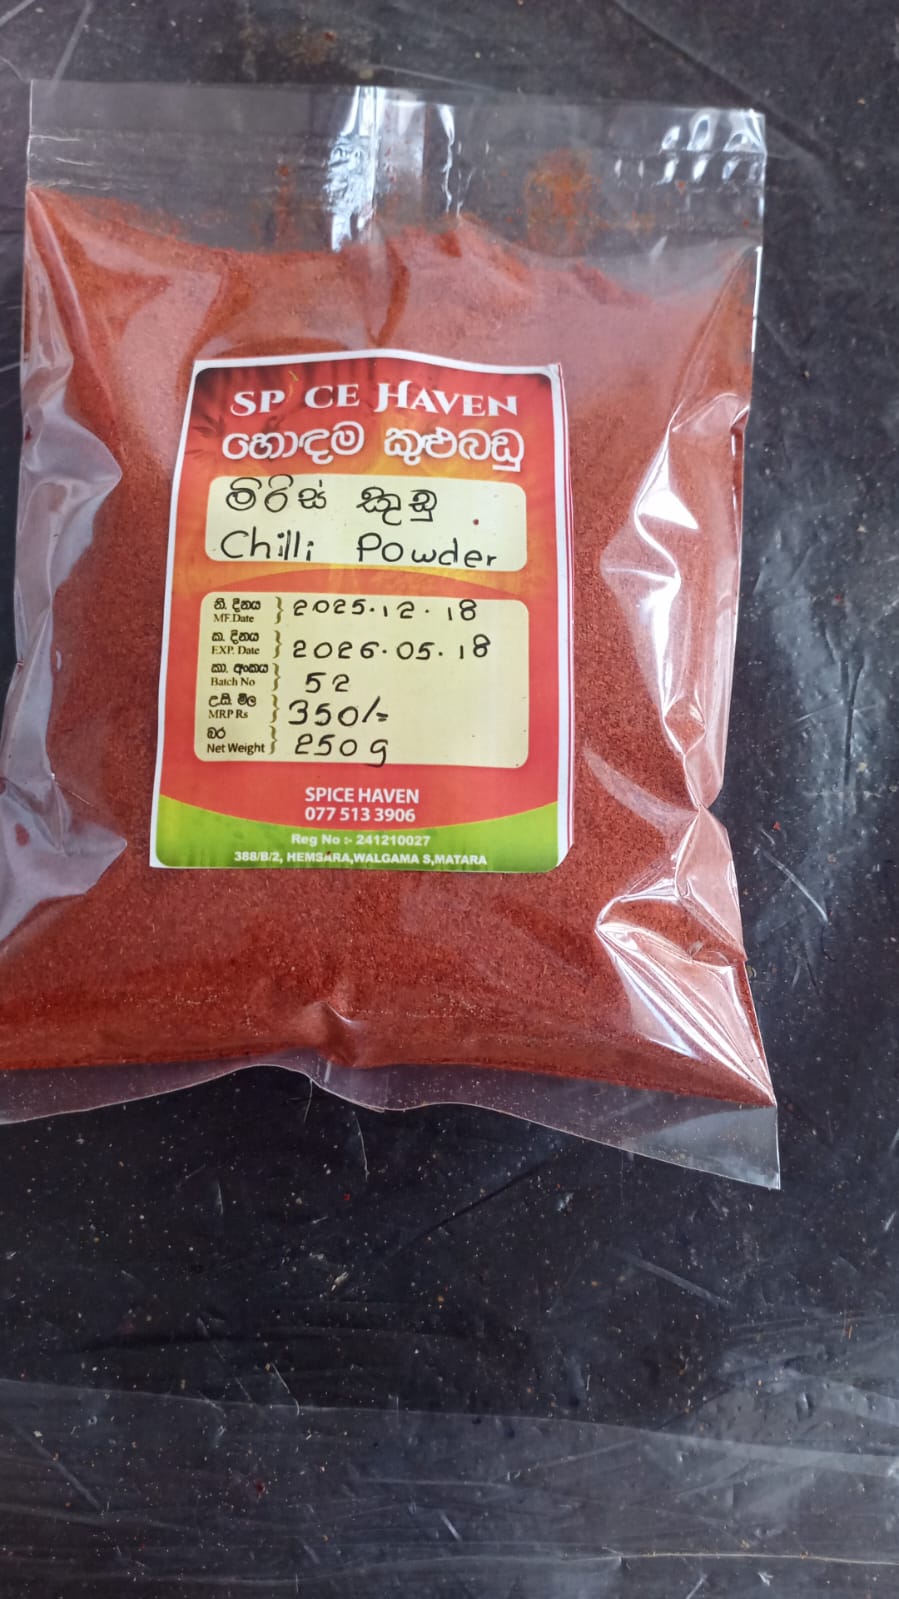 SPICE HAVEN
හොඳම කුළුබඩු
මිරිස් කුඩු
Chilli Powder
නි. දිනය } 2025.12.18
MF.Date
ක. දිනය } 2026.05.18
EXP. Date
කා. අංකය } 52
Batch No
උ.සි. මිල } 350/=
MRP Rs
බර } 250g
Net Weight
SPICE HAVEN
077 513 3906
Reg No :- 241210027
388/B/2, HEMSARA,WALGAMA S,MATARA